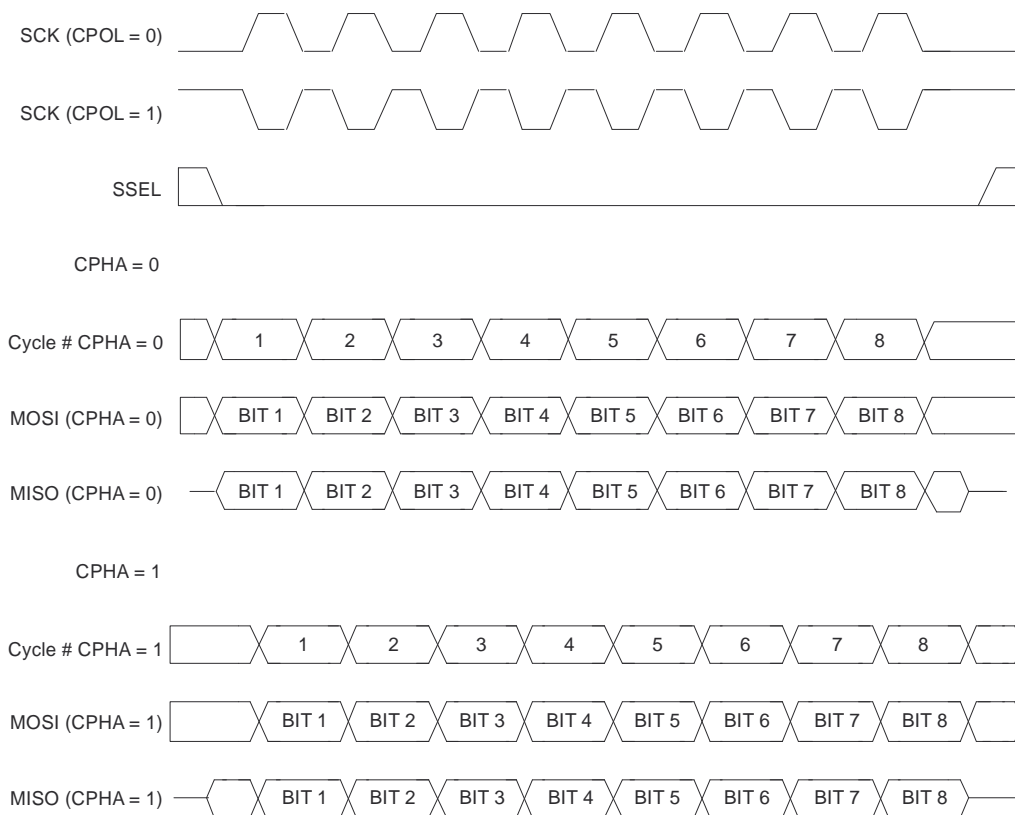 SCK (CPOL = 0)
SCK (CPOL = 1)
SSEL
CPHA = 0
Cycle # CPHA = 0 1 2 3 4 5 6 7 8
MOSI (CPHA = 0) BIT 1 BIT 2 BIT 3 BIT 4 BIT 5 BIT 6 BIT 7 BIT 8
MISO (CPHA = 0) BIT 1 BIT 2 BIT 3 BIT 4 BIT 5 BIT 6 BIT 7 BIT 8
CPHA = 1
Cycle # CPHA = 1 1 2 3 4 5 6 7 8
MOSI (CPHA = 1) BIT 1 BIT 2 BIT 3 BIT 4 BIT 5 BIT 6 BIT 7 BIT 8
MISO (CPHA = 1) BIT 1 BIT 2 BIT 3 BIT 4 BIT 5 BIT 6 BIT 7 BIT 8